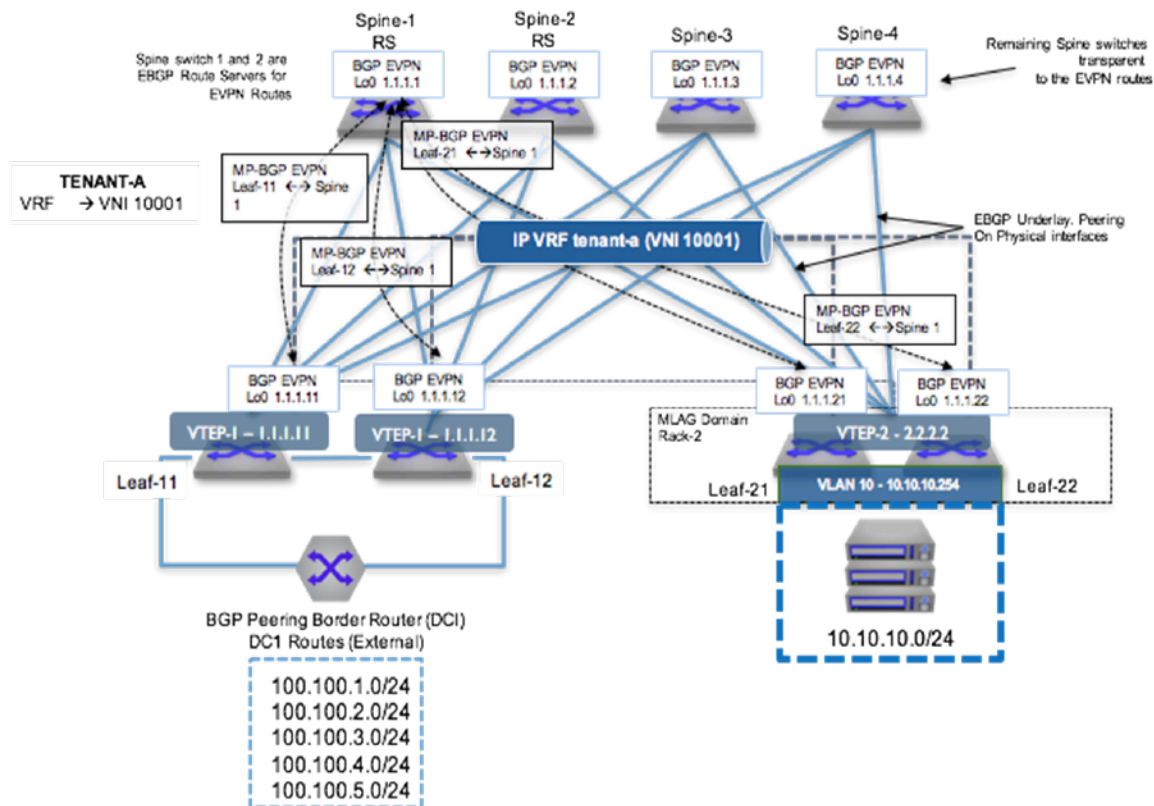 Spine-1
RS
Spine-2
RS
Spine-3
Spine-4
Spine switch 1 and 2 are
EBGP Route Servers for
EVPN Routes
BGP EVPN
Lo0 1.1.1.1
BGP EVPN
Lo0 1.1.1.2
BGP EVPN
Lo0 1.1.1.3
BGP EVPN
Lo0 1.1.1.4
Remaining Spine switches
transparent
to the EVPN routes
MP-BGP EVPN
Leaf-21 ←→Spine 1
MP-BGP EVPN
Leaf-11 ←→Spine
1
TENANT-A
VRF → VNI 10001
IP VRF tenant-a (VNI 10001)
EBGP Underlay, Peering
On Physical interfaces
MP-BGP EVPN
Leaf-12 ←→Spine 1
MP-BGP EVPN
Leaf-22 ←→Spine 1
BGP EVPN
Lo0 1.1.1.11
BGP EVPN
Lo0 1.1.1.12
BGP EVPN
Lo0 1.1.1.21
BGP EVPN
Lo0 1.1.1.22
VTEP-1 – 1.1.1.11
VTEP-1 – 1.1.1.12
MLAG Domain
Rack-2
VTEP-2 - 2.2.2.2
Leaf-11
Leaf-12
Leaf-21
VLAN 10 - 10.10.10.254
Leaf-22
BGP Peering Border Router (DCI)
DC1 Routes (External)
10.10.10.0/24
100.100.1.0/24
100.100.2.0/24
100.100.3.0/24
100.100.4.0/24
100.100.5.0/24